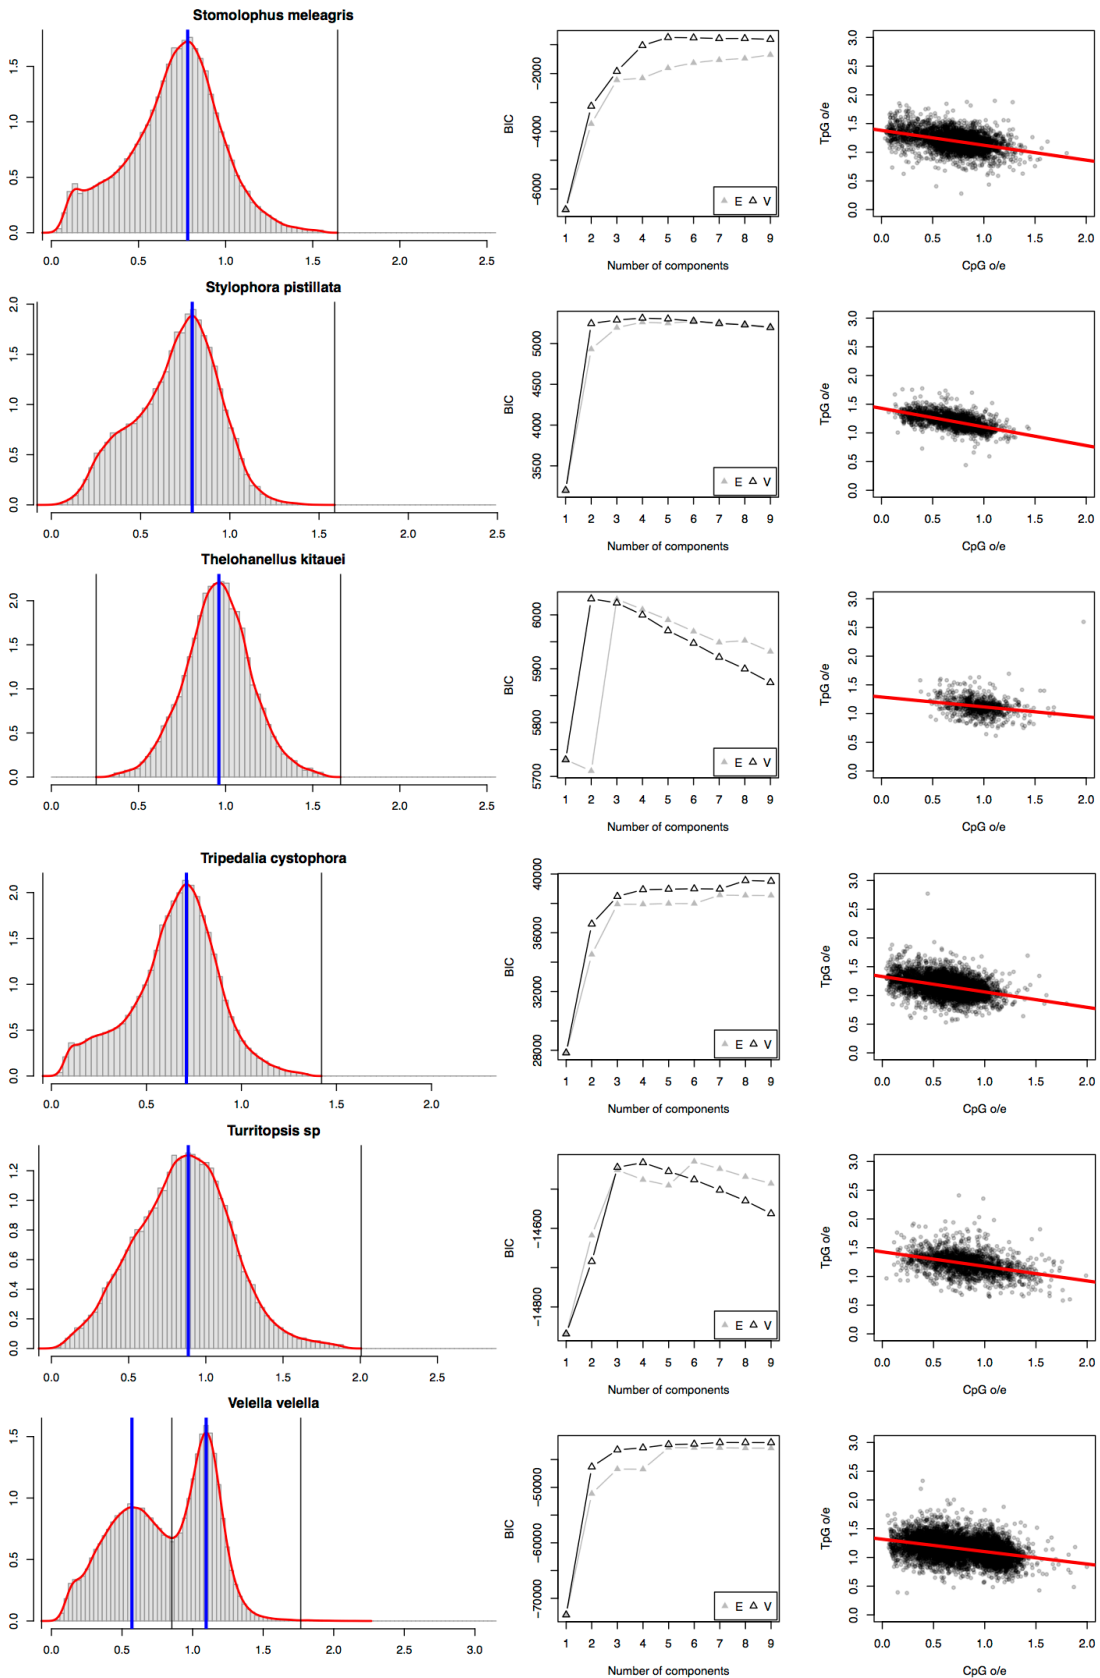 Stomolophus meleagris
0.0 0.5 1.0 1.5
0.0 0.5 1.0 1.5 2.0 2.5
BIC
-6000 -4000 -2000
E V
1 2 3 4 5 6 7 8 9
Number of components
TpG o/e
0.0 0.5 1.0 1.5 2.0 2.5 3.0
0.0 0.5 1.0 1.5 2.0
CpG o/e
Stylophora pistillata
0.0 0.5 1.0 1.5 2.0
0.0 0.5 1.0 1.5 2.0 2.5
BIC
3500 4000 4500 5000
E V
1 2 3 4 5 6 7 8 9
Number of components
TpG o/e
0.0 0.5 1.0 1.5 2.0 2.5 3.0
0.0 0.5 1.0 1.5 2.0
CpG o/e
Thelohanellus kitauei
0.0 0.5 1.0 1.5 2.0
0.0 0.5 1.0 1.5 2.0 2.5
BIC
5700 5800 5900 6000
E V
1 2 3 4 5 6 7 8 9
Number of components
TpG o/e
0.0 0.5 1.0 1.5 2.0 2.5 3.0
0.0 0.5 1.0 1.5 2.0
CpG o/e
Tripedalia cystophora
0.0 0.5 1.0 1.5 2.0
0.0 0.5 1.0 1.5 2.0
BIC
28000 32000 36000 40000
E V
1 2 3 4 5 6 7 8 9
Number of components
TpG o/e
0.0 0.5 1.0 1.5 2.0 2.5 3.0
0.0 0.5 1.0 1.5 2.0
CpG o/e
Turritopsis sp
0.0 0.2 0.4 0.6 0.8 1.0 1.2
0.0 0.5 1.0 1.5 2.0 2.5
BIC
-14800 -14600
E V
1 2 3 4 5 6 7 8 9
Number of components
TpG o/e
0.0 0.5 1.0 1.5 2.0 2.5 3.0
0.0 0.5 1.0 1.5 2.0
CpG o/e
Velella velella
0.0 0.5 1.0 1.5
0.0 0.5 1.0 1.5 2.0 2.5 3.0
BIC
-70000 -60000 -50000
E V
1 2 3 4 5 6 7 8 9
Number of components
TpG o/e
0.0 0.5 1.0 1.5 2.0 2.5 3.0
0.0 0.5 1.0 1.5 2.0
CpG o/e